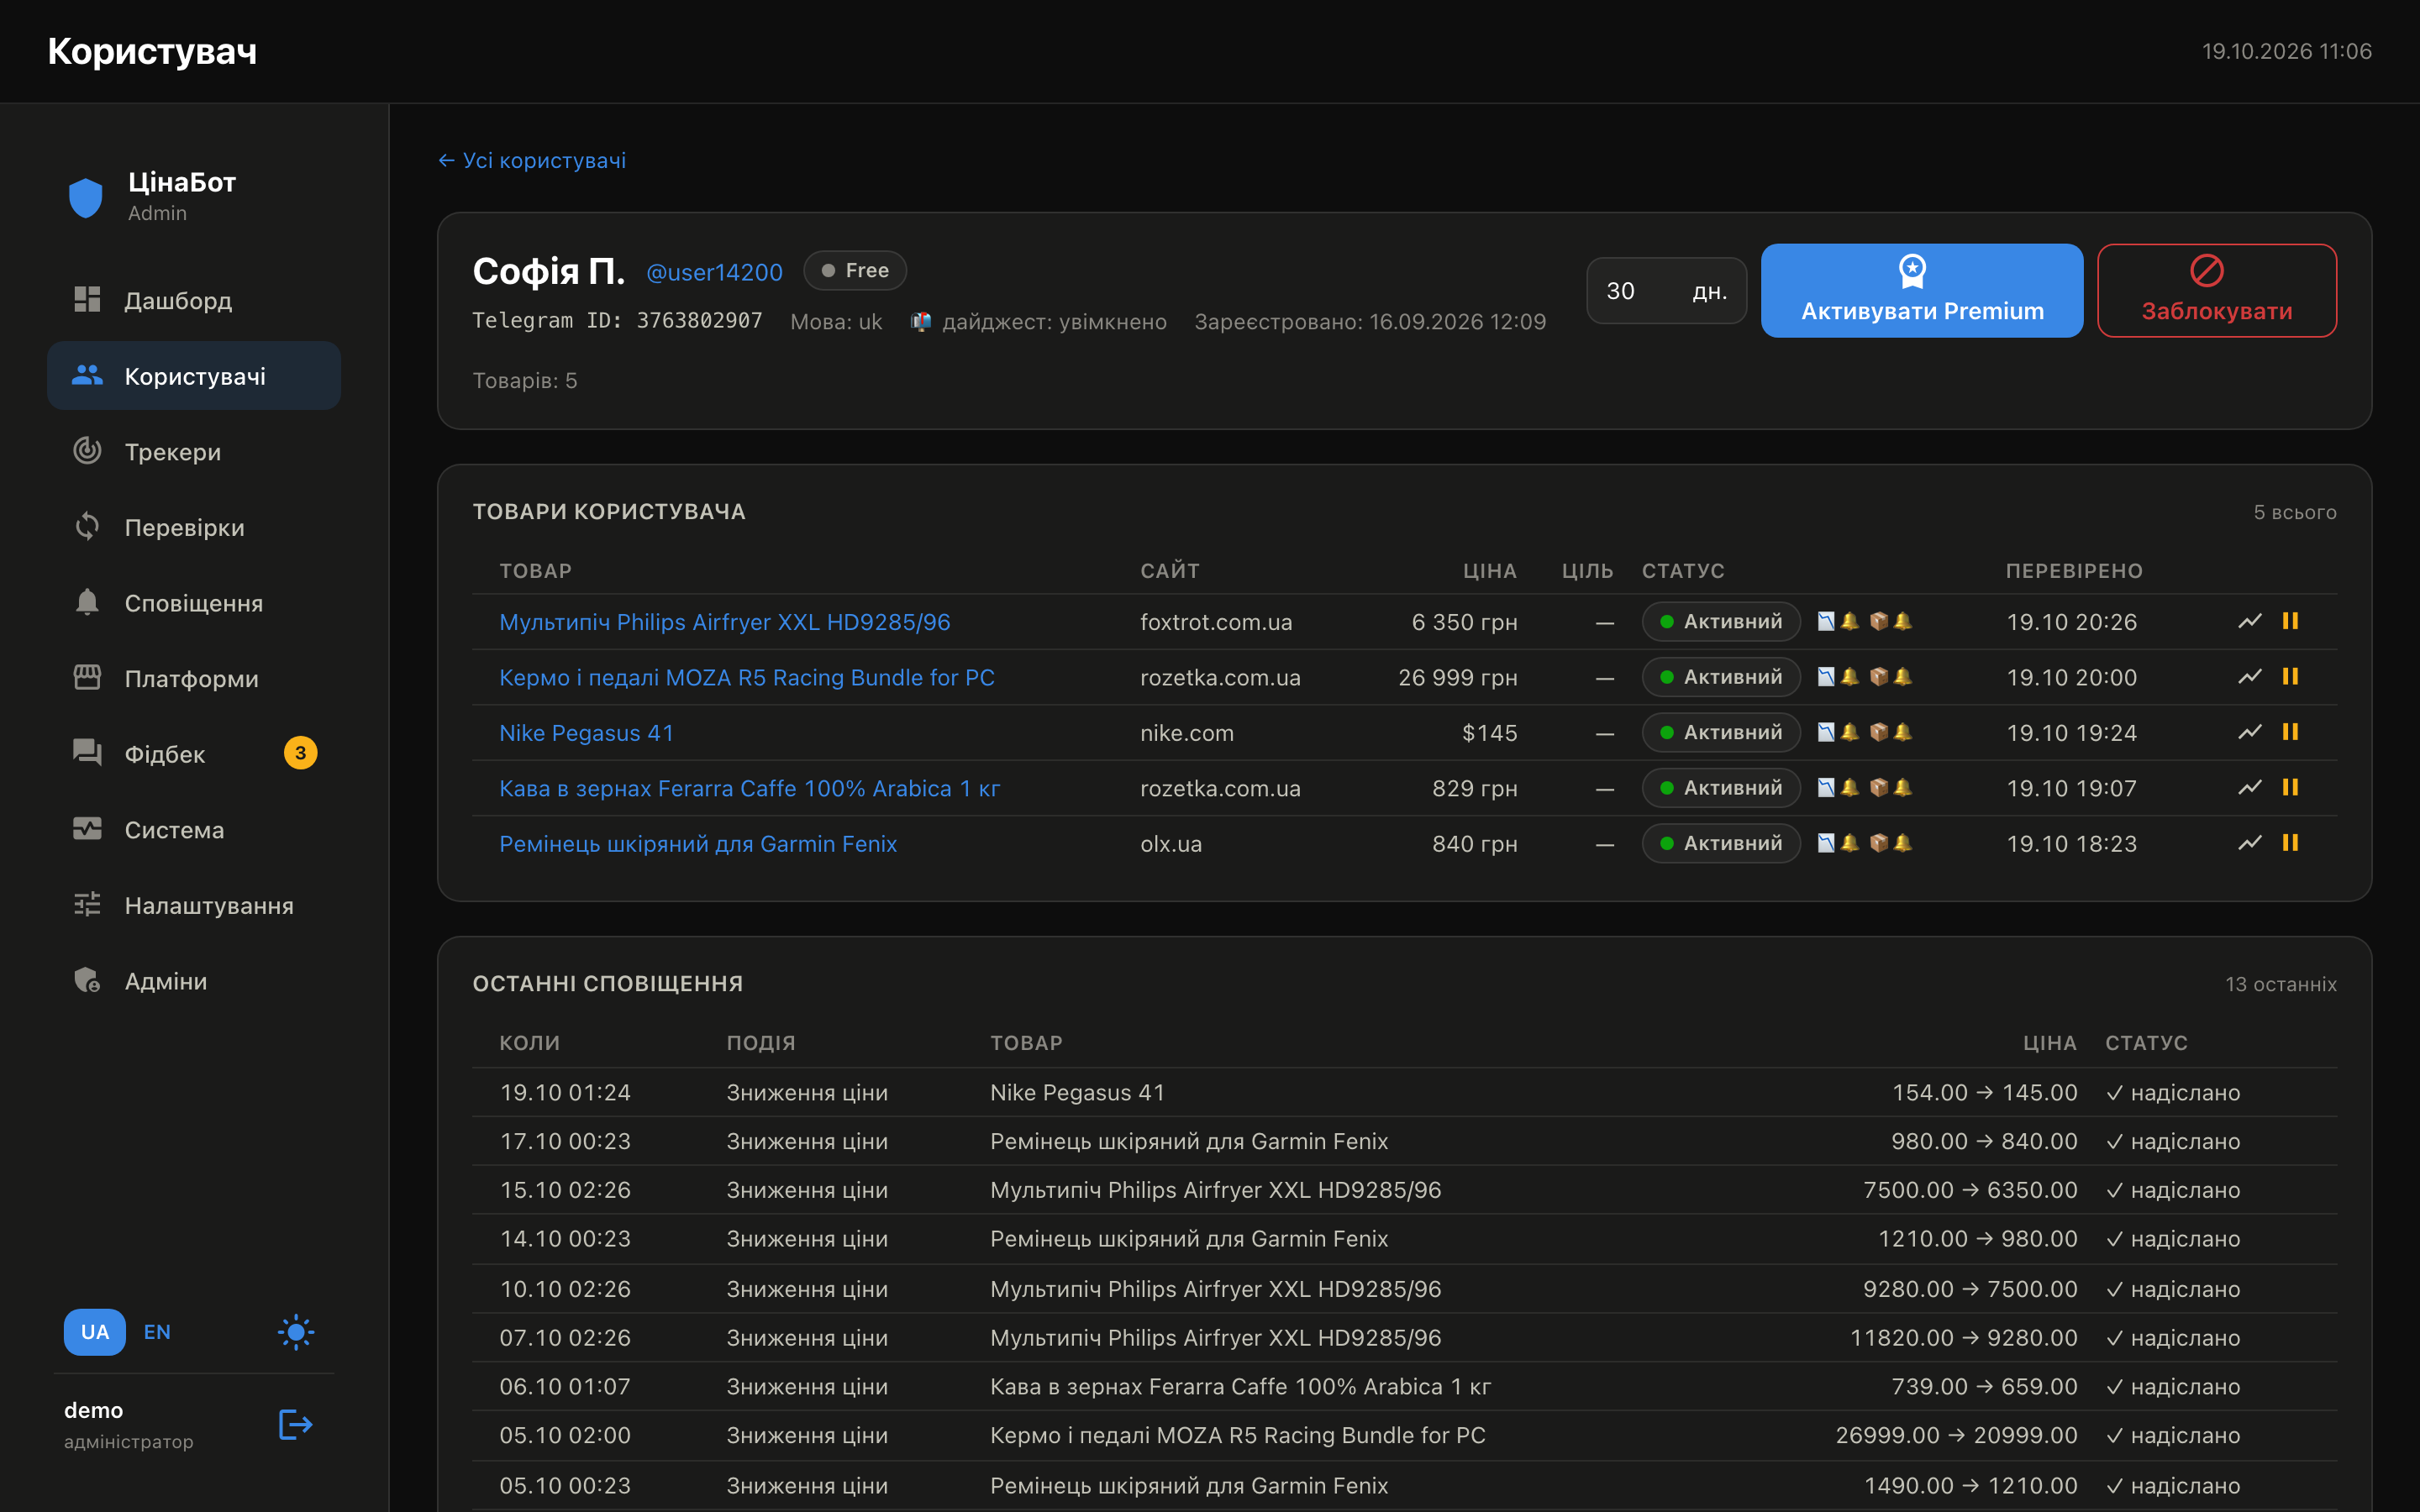 Користувач
19.10.2026 11:06
ЦінаБот
Admin
Дашборд
Користувачі
Трекери
Перевірки
Сповіщення
Платформи
Фідбек 3
Система
Налаштування
Адміни
UA EN
demo
адміністратор
← Усі користувачі
Софія П. @user14200 Free
Telegram ID: 3763802907 Мова: uk 📬 дайджест: увімкнено Зареєстровано: 16.09.2026 12:09
Товарів: 5
30 дн.
Активувати Premium
Заблокувати
ТОВАРИ КОРИСТУВАЧА 5 всього
ТОВАР САЙТ ЦІНА ЦІЛЬ СТАТУС ПЕРЕВІРЕНО
Мультипіч Philips Airfryer XXL HD9285/96 foxtrot.com.ua 6 350 грн — Активний 19.10 20:26
Кермо і педалі MOZA R5 Racing Bundle for PC rozetka.com.ua 26 999 грн — Активний 19.10 20:00
Nike Pegasus 41 nike.com $145 — Активний 19.10 19:24
Кава в зернах Ferarra Caffe 100% Arabica 1 кг rozetka.com.ua 829 грн — Активний 19.10 19:07
Ремінець шкіряний для Garmin Fenix olx.ua 840 грн — Активний 19.10 18:23
ОСТАННІ СПОВІЩЕННЯ 13 останніх
КОЛИ ПОДІЯ ТОВАР ЦІНА СТАТУС
19.10 01:24 Зниження ціни Nike Pegasus 41 154.00 → 145.00 ✓ надіслано
17.10 00:23 Зниження ціни Ремінець шкіряний для Garmin Fenix 980.00 → 840.00 ✓ надіслано
15.10 02:26 Зниження ціни Мультипіч Philips Airfryer XXL HD9285/96 7500.00 → 6350.00 ✓ надіслано
14.10 00:23 Зниження ціни Ремінець шкіряний для Garmin Fenix 1210.00 → 980.00 ✓ надіслано
10.10 02:26 Зниження ціни Мультипіч Philips Airfryer XXL HD9285/96 9280.00 → 7500.00 ✓ надіслано
07.10 02:26 Зниження ціни Мультипіч Philips Airfryer XXL HD9285/96 11820.00 → 9280.00 ✓ надіслано
06.10 01:07 Зниження ціни Кава в зернах Ferarra Caffe 100% Arabica 1 кг 739.00 → 659.00 ✓ надіслано
05.10 02:00 Зниження ціни Кермо і педалі MOZA R5 Racing Bundle for PC 26999.00 → 20999.00 ✓ надіслано
05.10 00:23 Зниження ціни Ремінець шкіряний для Garmin Fenix 1490.00 → 1210.00 ✓ надіслано